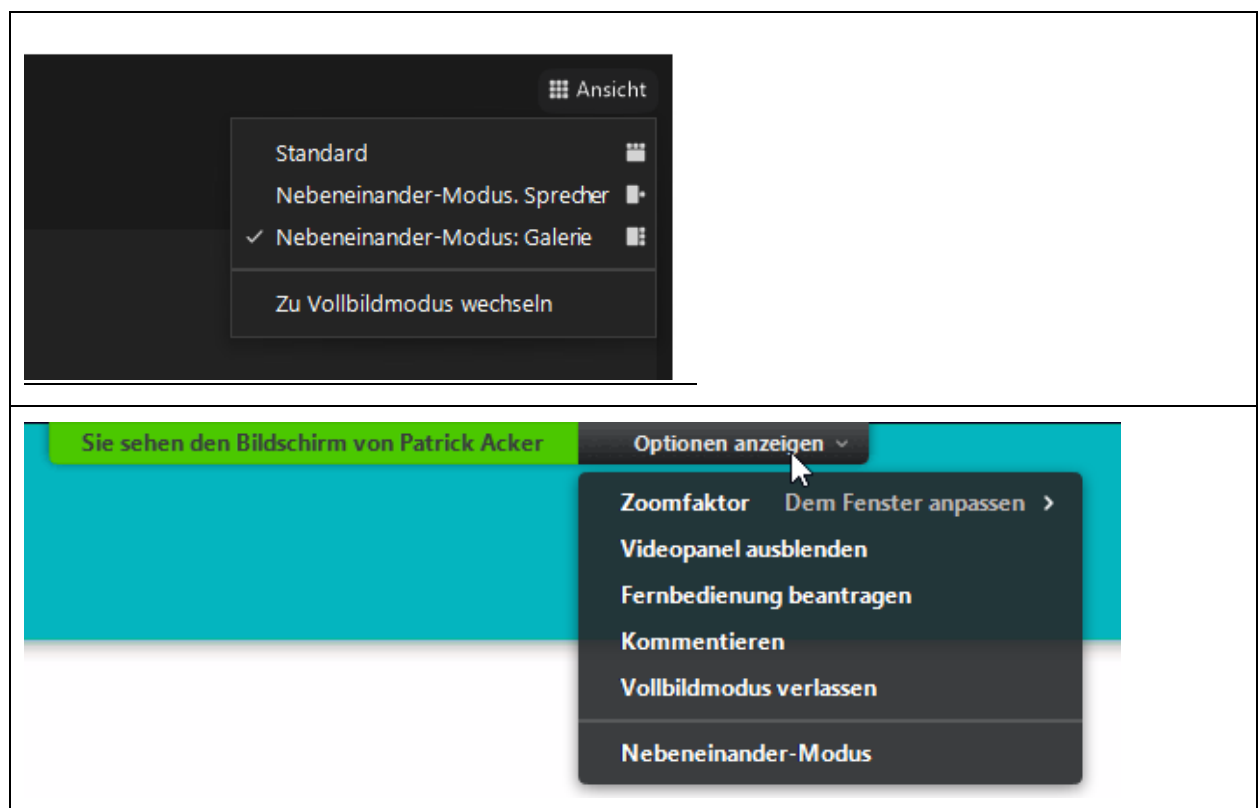 Ansicht
Standard
Nebeneinander-Modus. Sprecher
Nebeneinander-Modus: Galerie
Zu Vollbildmodus wechseln
Sie sehen den Bildschirm von Patrick Acker
Optionen anzeigen
Zoomfaktor Dem Fenster anpassen
Videopanel ausblenden
Fernbedienung beantragen
Kommentieren
Vollbildmodus verlassen
Nebeneinander-Modus